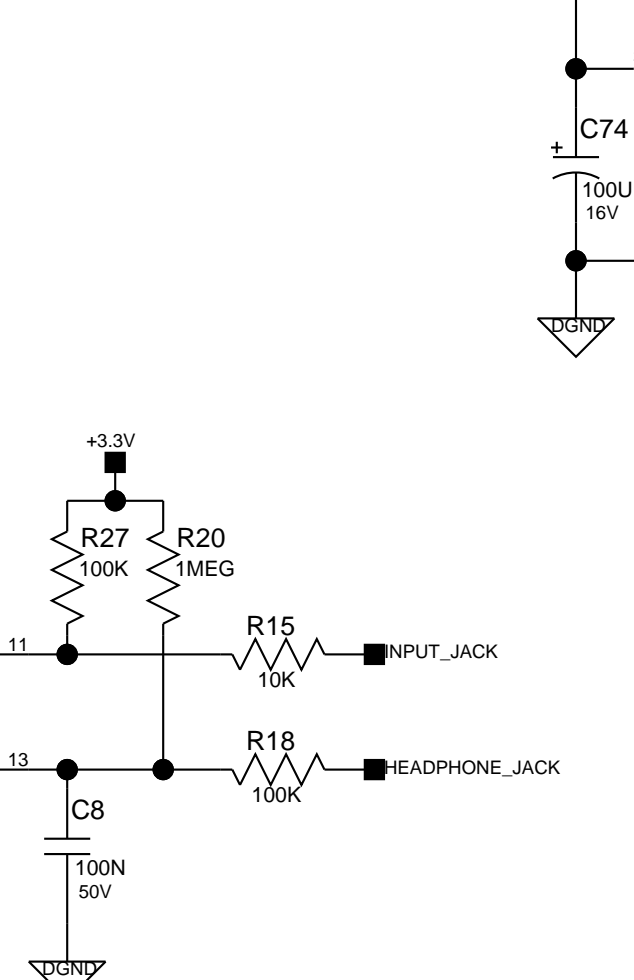 C74
+
100U
16V
DGND
+3.3V
R27
100K
R20
1MEG
11
R15
10K
INPUT_JACK
13
R18
100K
HEADPHONE_JACK
C8
100N
50V
DGND